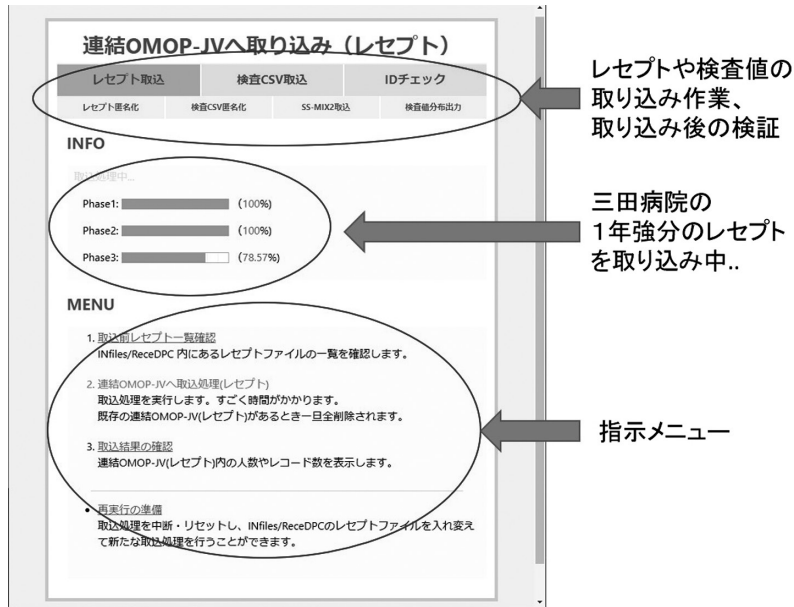 連結OMOP-JVへ取り込み（レセプト）
レセプト取込 検査CSV取込 IDチェック
レセプト匿名化 検査CSV匿名化 SS-MIX2取込 検査値分布出力
INFO
取込処理中...
Phase1: (100%)
Phase2: (100%)
Phase3: (78.57%)
MENU
1. 取込前レセプト一覧確認
INfiles/ReceDPC 内にあるレセプトファイルの一覧を確認します。
2. 連結OMOP-JVへ取込処理(レセプト)
取込処理を実行します。すごく時間がかかります。
既存の連結OMOP-JV(レセプト)があるとき一旦全削除されます。
3. 取込結果の確認
連結OMOP-JV(レセプト)内の人数やレコード数を表示します。
• 再実行の準備
取込処理を中断・リセットし、INfiles/ReceDPCのレセプトファイルを入れ変え
て新たな取込処理を行うことができます。
レセプトや検査値の
取り込み作業、
取り込み後の検証
三田病院の
１年強分のレセプト
を取り込み中..
指示メニュー